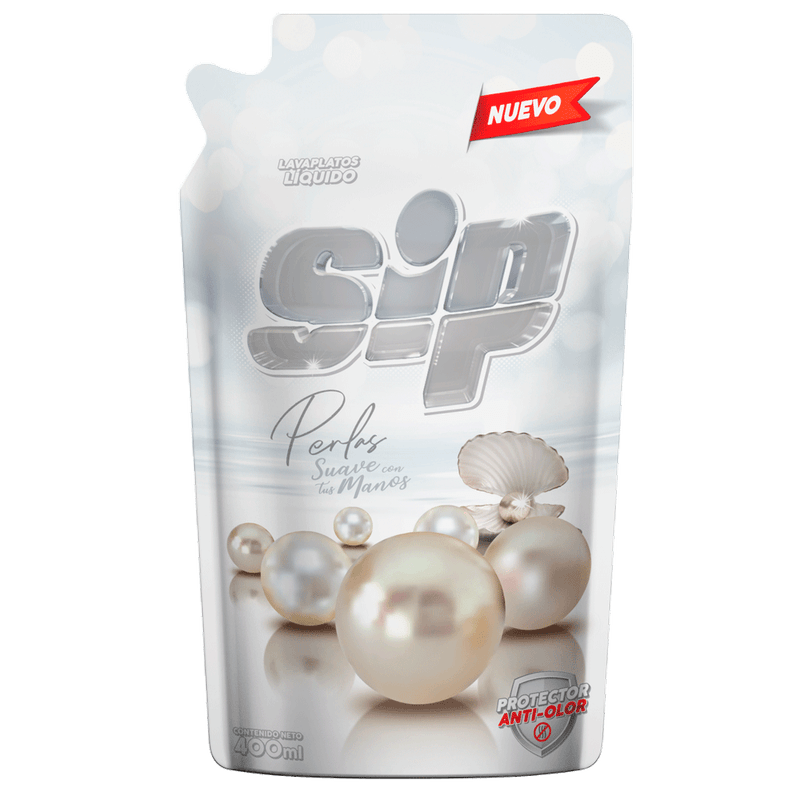 NUEVO
LAVAPLATOS
LÍQUIDO
Sip
Perlas
Suave con
tus Manos
PROTECTOR
ANTI-OLOR
CONTENIDO NETO
400ml